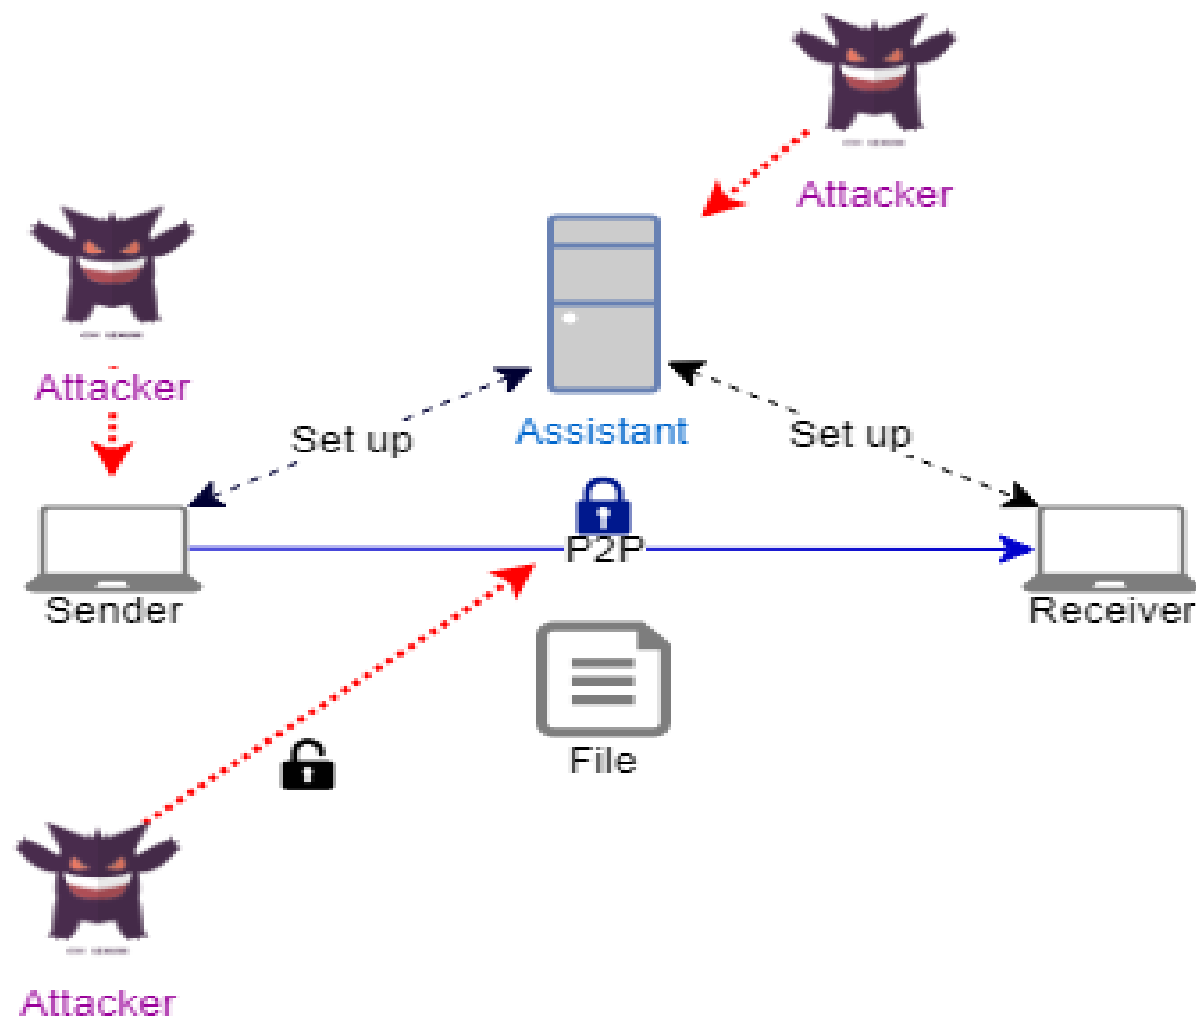 Attacker
Attacker
Set up
Assistant
Set up
P2P
Sender
Receiver
File
Attacker